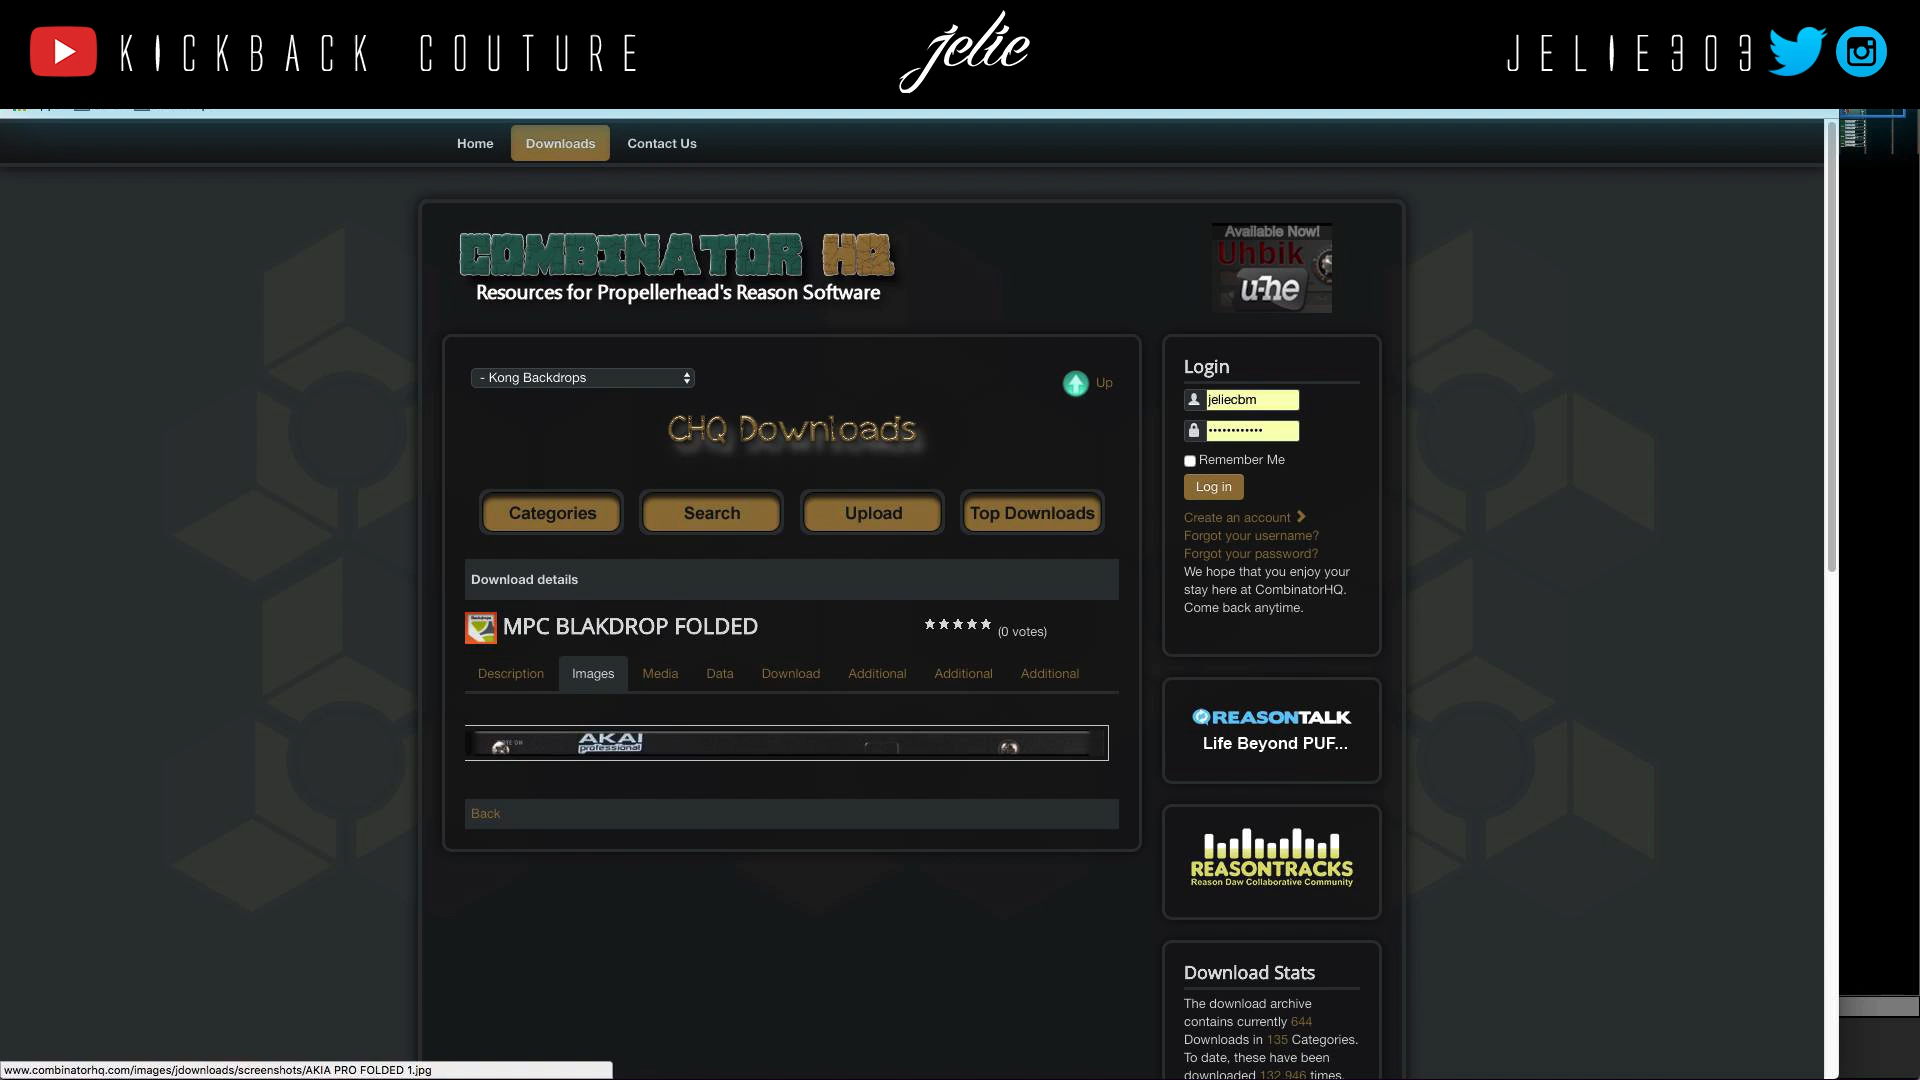 KICKBACK COUTURE
jelie
JELIE303
Home
Downloads
Contact Us
COMBINATOR HQ
Resources for Propellerhead's Reason Software
Available Now!
Uhbik
u-he
- Kong Backdrops
Up
CHQ Downloads
Categories
Search
Upload
Top Downloads
Download details
MPC BLAKDROP FOLDED
(0 votes)
Description
Images
Media
Data
Download
Additional
Additional
Additional
AKAI
professional
Back
Login
jeliecbm
Remember Me
Log in
Create an account
Forgot your username?
Forgot your password?
We hope that you enjoy your
stay here at CombinatorHQ.
Come back anytime.
REASONTALK
Life Beyond PUF...
REASONTRACKS
Reason Daw Collaborative Community
Download Stats
The download archive
contains currently 644
Downloads in 135 Categories.
To date, these have been
downloaded 132,946 times.
www.combinatorhq.com/images/jdownloads/screenshots/AKIA PRO FOLDED 1.jpg